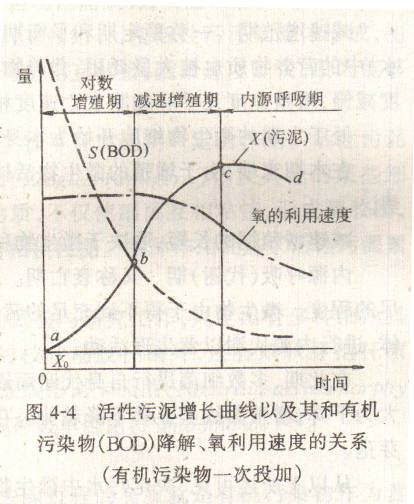 量
对数
增殖期
减速增殖期
内源呼吸期
S(BOD)
X(污泥)
c
d
氧的利用速度
b
a
X₀
0
时间
图 4-4 活性污泥增长曲线以及其和有机
污染物(BOD)降解、氧利用速度的关系
(有机污染物一次投加)